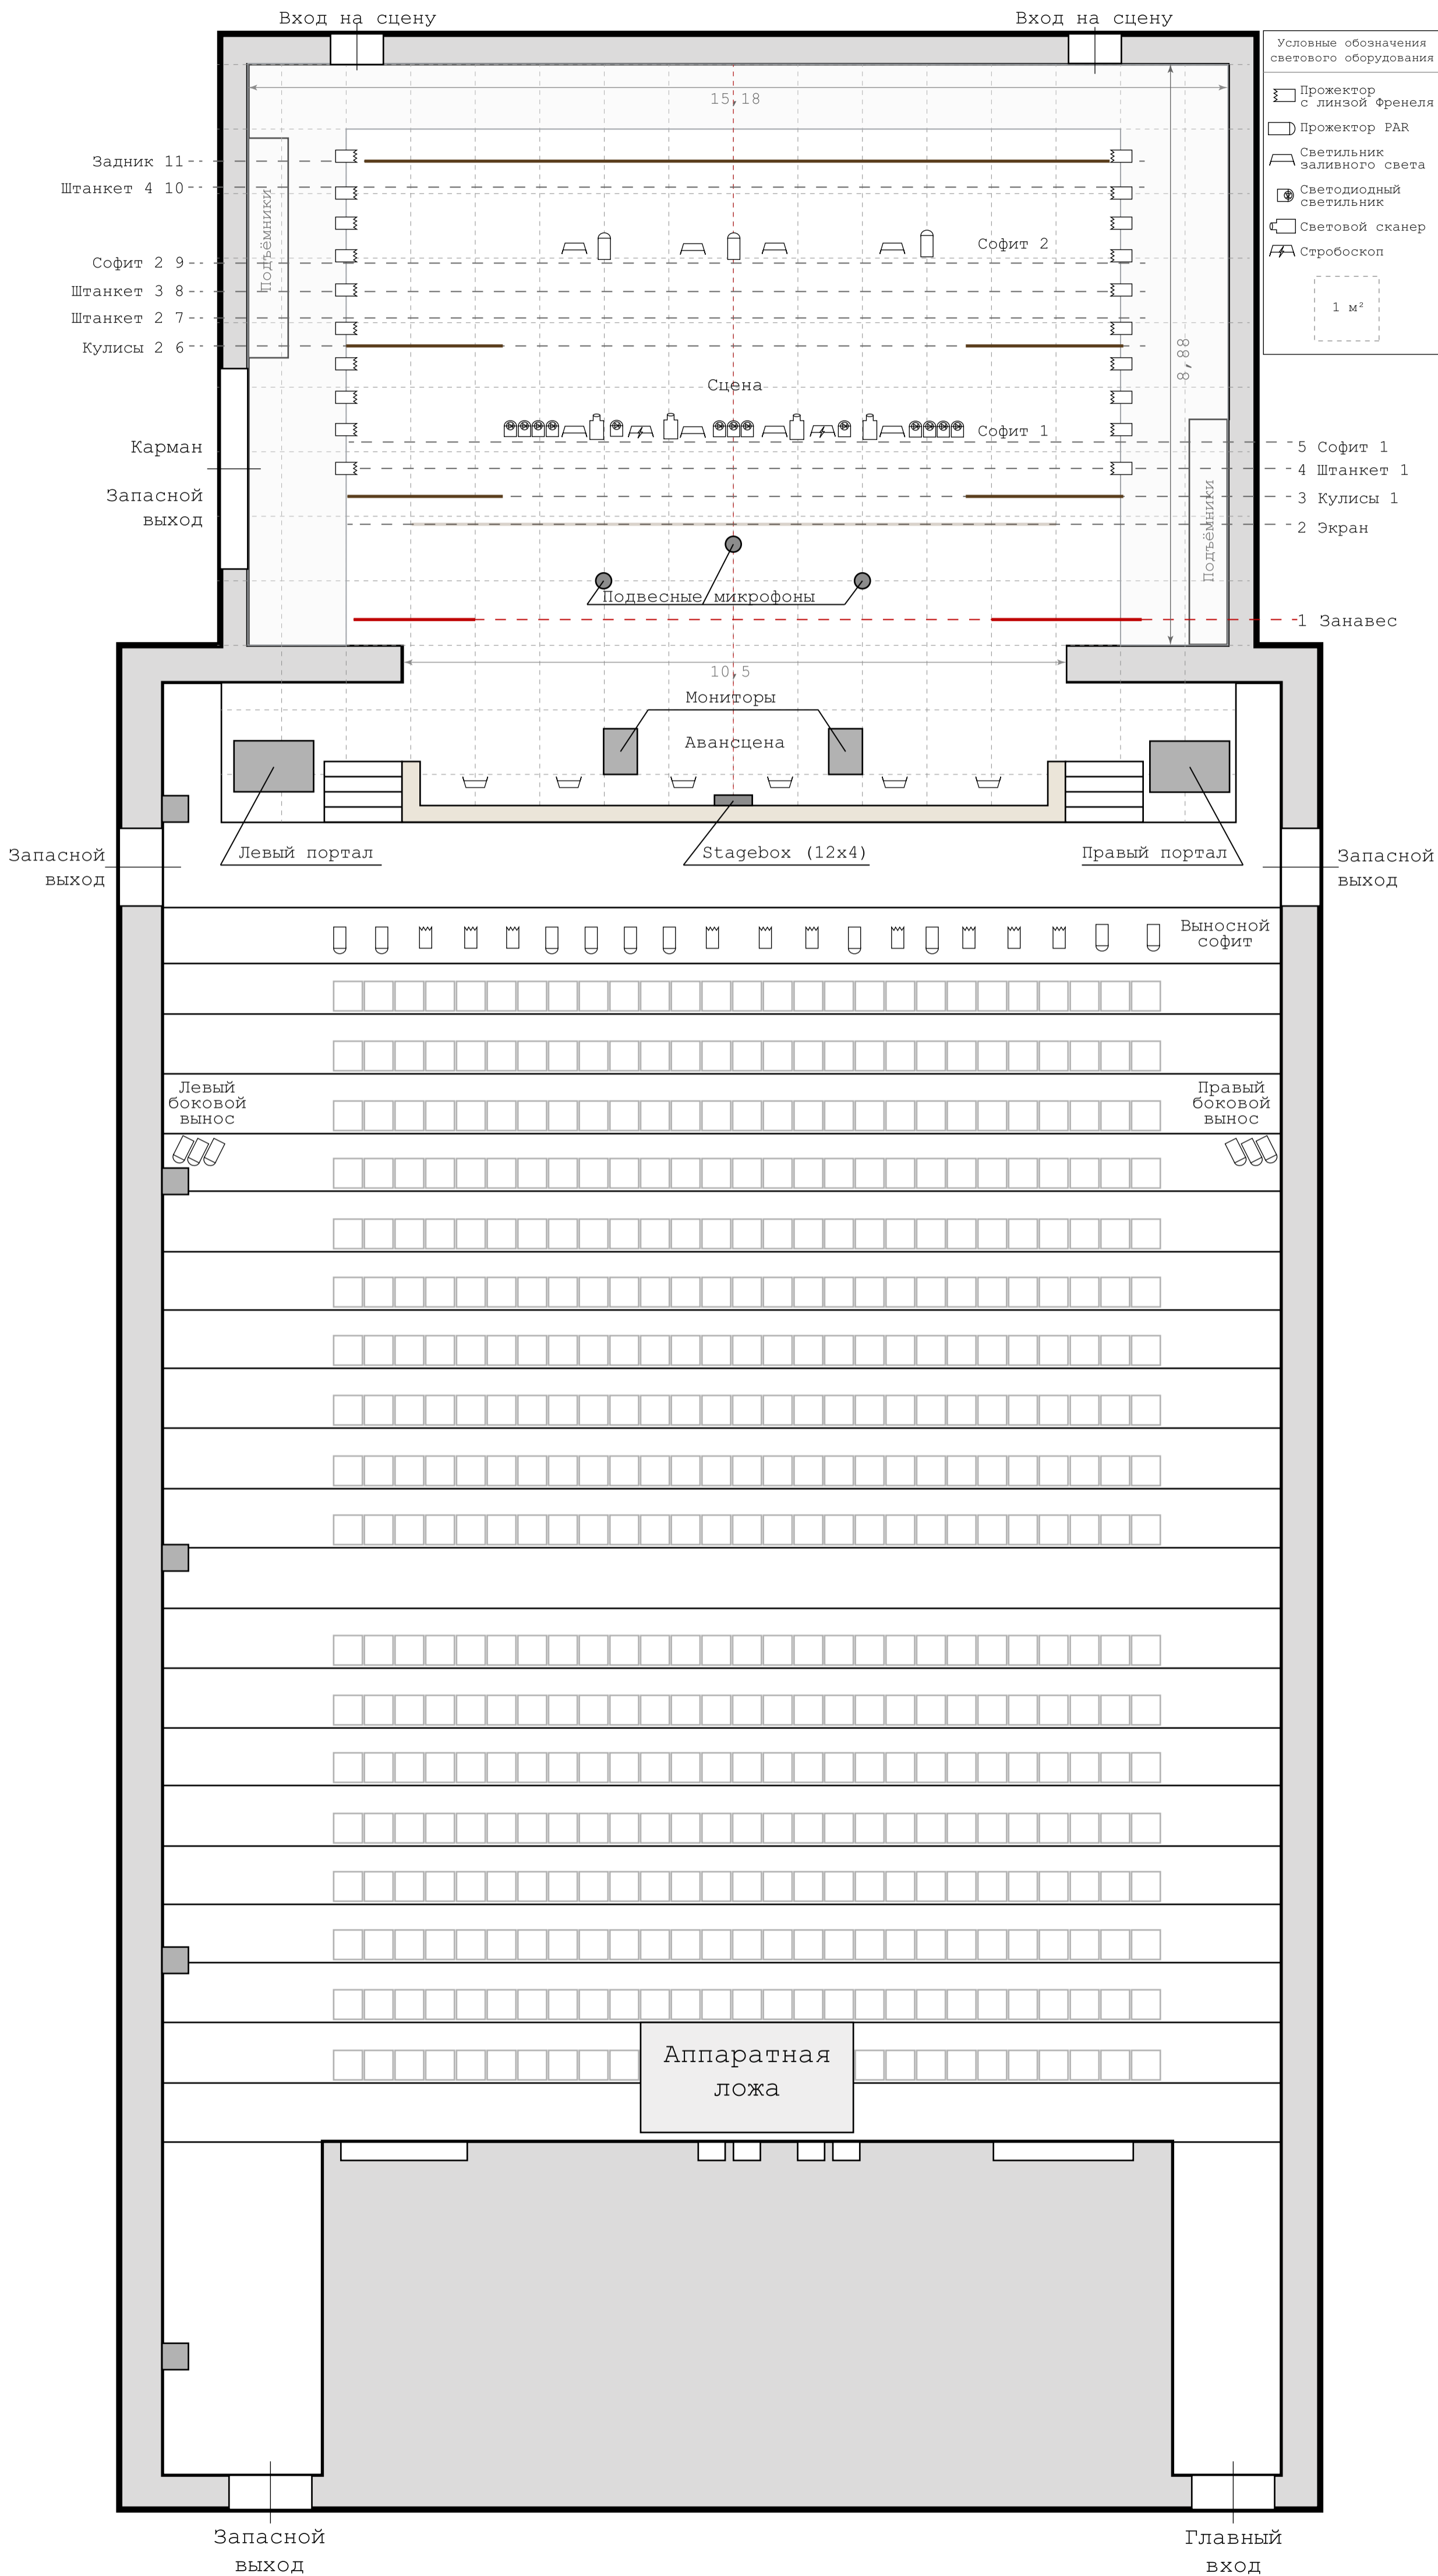 Вход на сцену
Вход на сцену
Условные обозначения
светового оборудования
Прожектор
с линзой Френеля
Прожектор PAR
Светильник
заливного света
Светодиодный
светильник
Световой сканер
Стробоскоп
1 м²
15,18
8,88
Задник 11
Штанкет 4 10
Софит 2 9
Штанкет 3 8
Штанкет 2 7
Кулисы 2 6
Подъёмники
Софит 2
Сцена
Софит 1
Карман
Запасной
выход
5 Софит 1
4 Штанкет 1
3 Кулисы 1
2 Экран
Подъёмники
Подвесные микрофоны
1 Занавес
10,5
Мониторы
Авансцена
Левый портал
Stagebox (12x4)
Правый портал
Запасной
выход
Запасной
выход
Выносной
софит
Левый
боковой
вынос
Правый
боковой
вынос
Аппаратная
ложа
Запасной
выход
Главный
вход